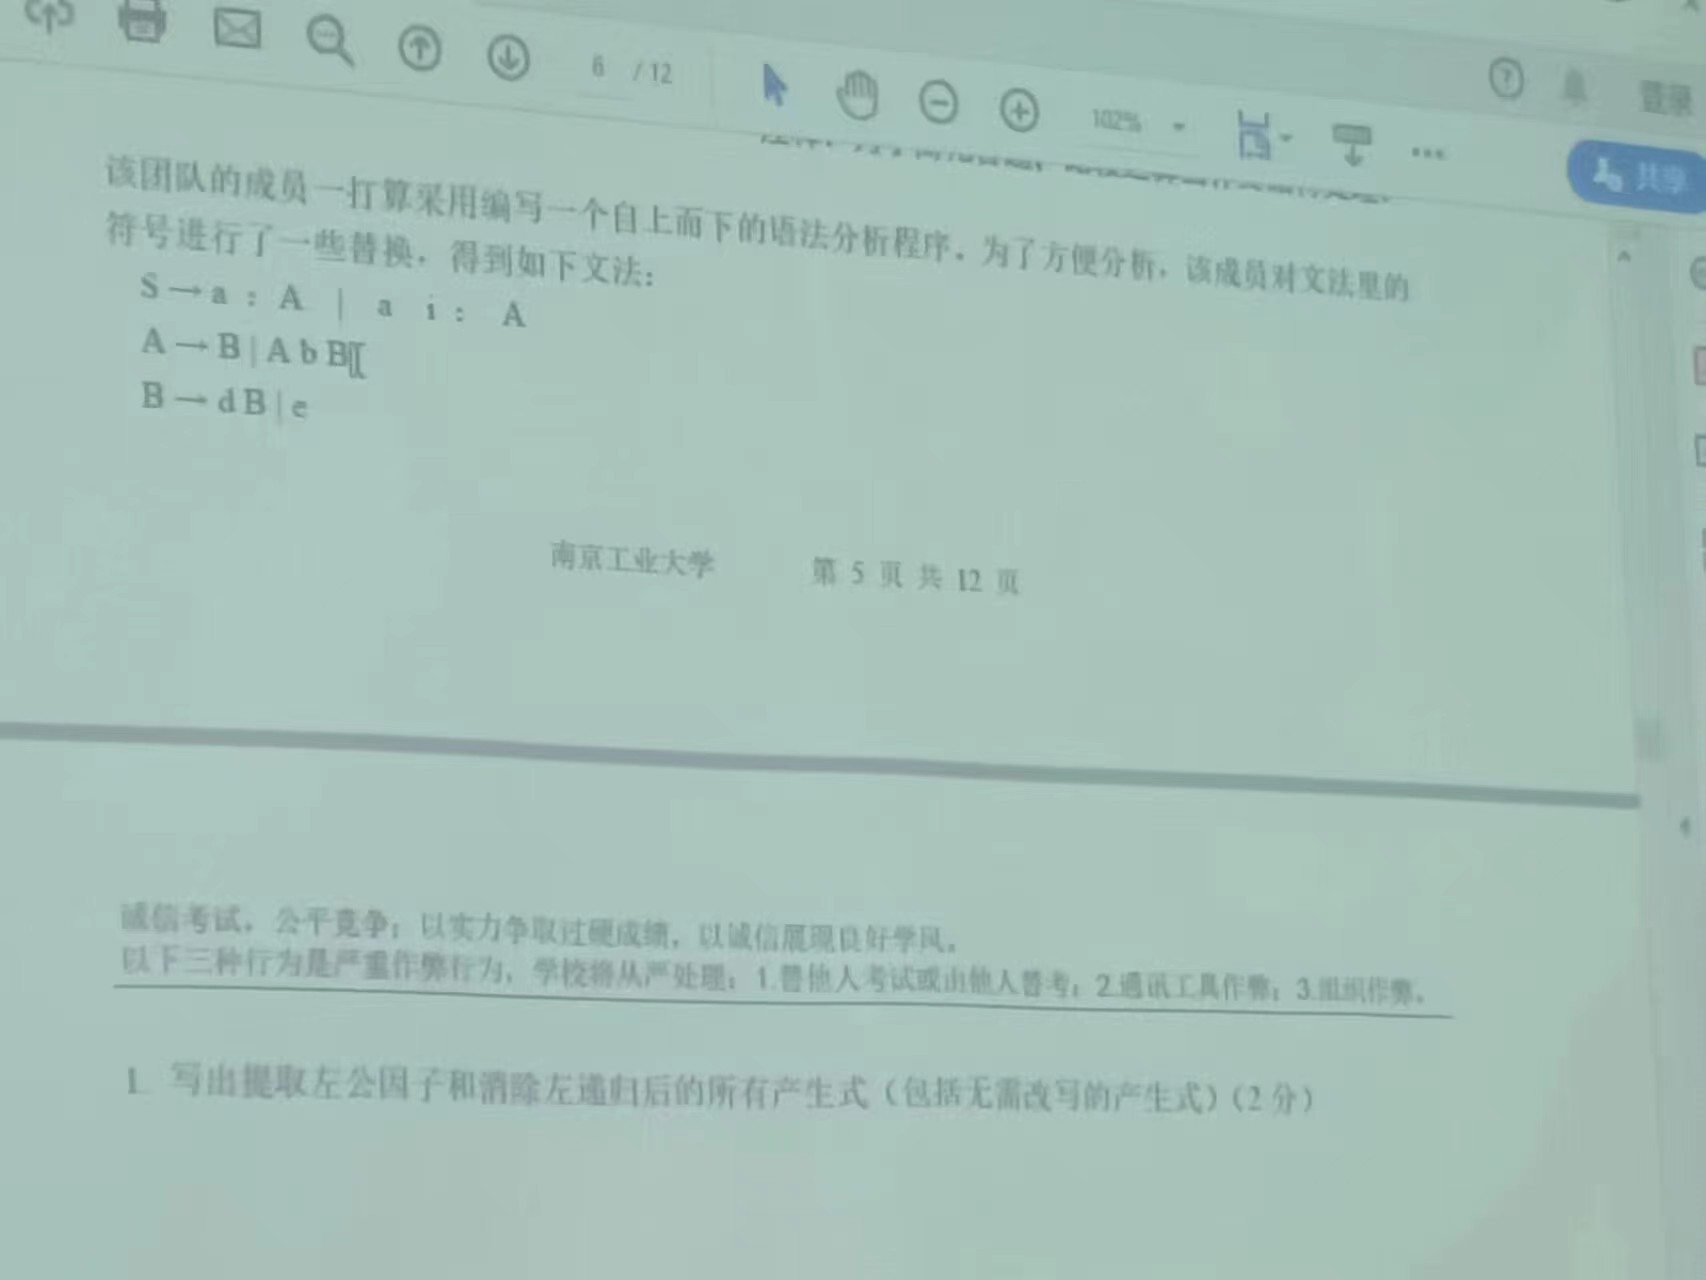 6 / 12
102%
登录
共享
该团队的成员一打算采用编写一个自上而下的语法分析程序。为了方便分析，该成员对文法里的
符号进行了一些替换，得到如下文法：
S→a : A | a i : A
A→B|A b B
B→dB|e
南京工业大学 第 5 页 共 12 页
诚信考试，公平竞争；以实力争取过硬成绩，以诚信展现良好学风。
以下三种行为是严重作弊行为，学校将从严处理：1.替他人考试或由他人替考；2.通讯工具作弊；3.组织作弊。
1. 写出提取左公因子和消除左递归后的所有产生式（包括无需改写的产生式）（2 分）